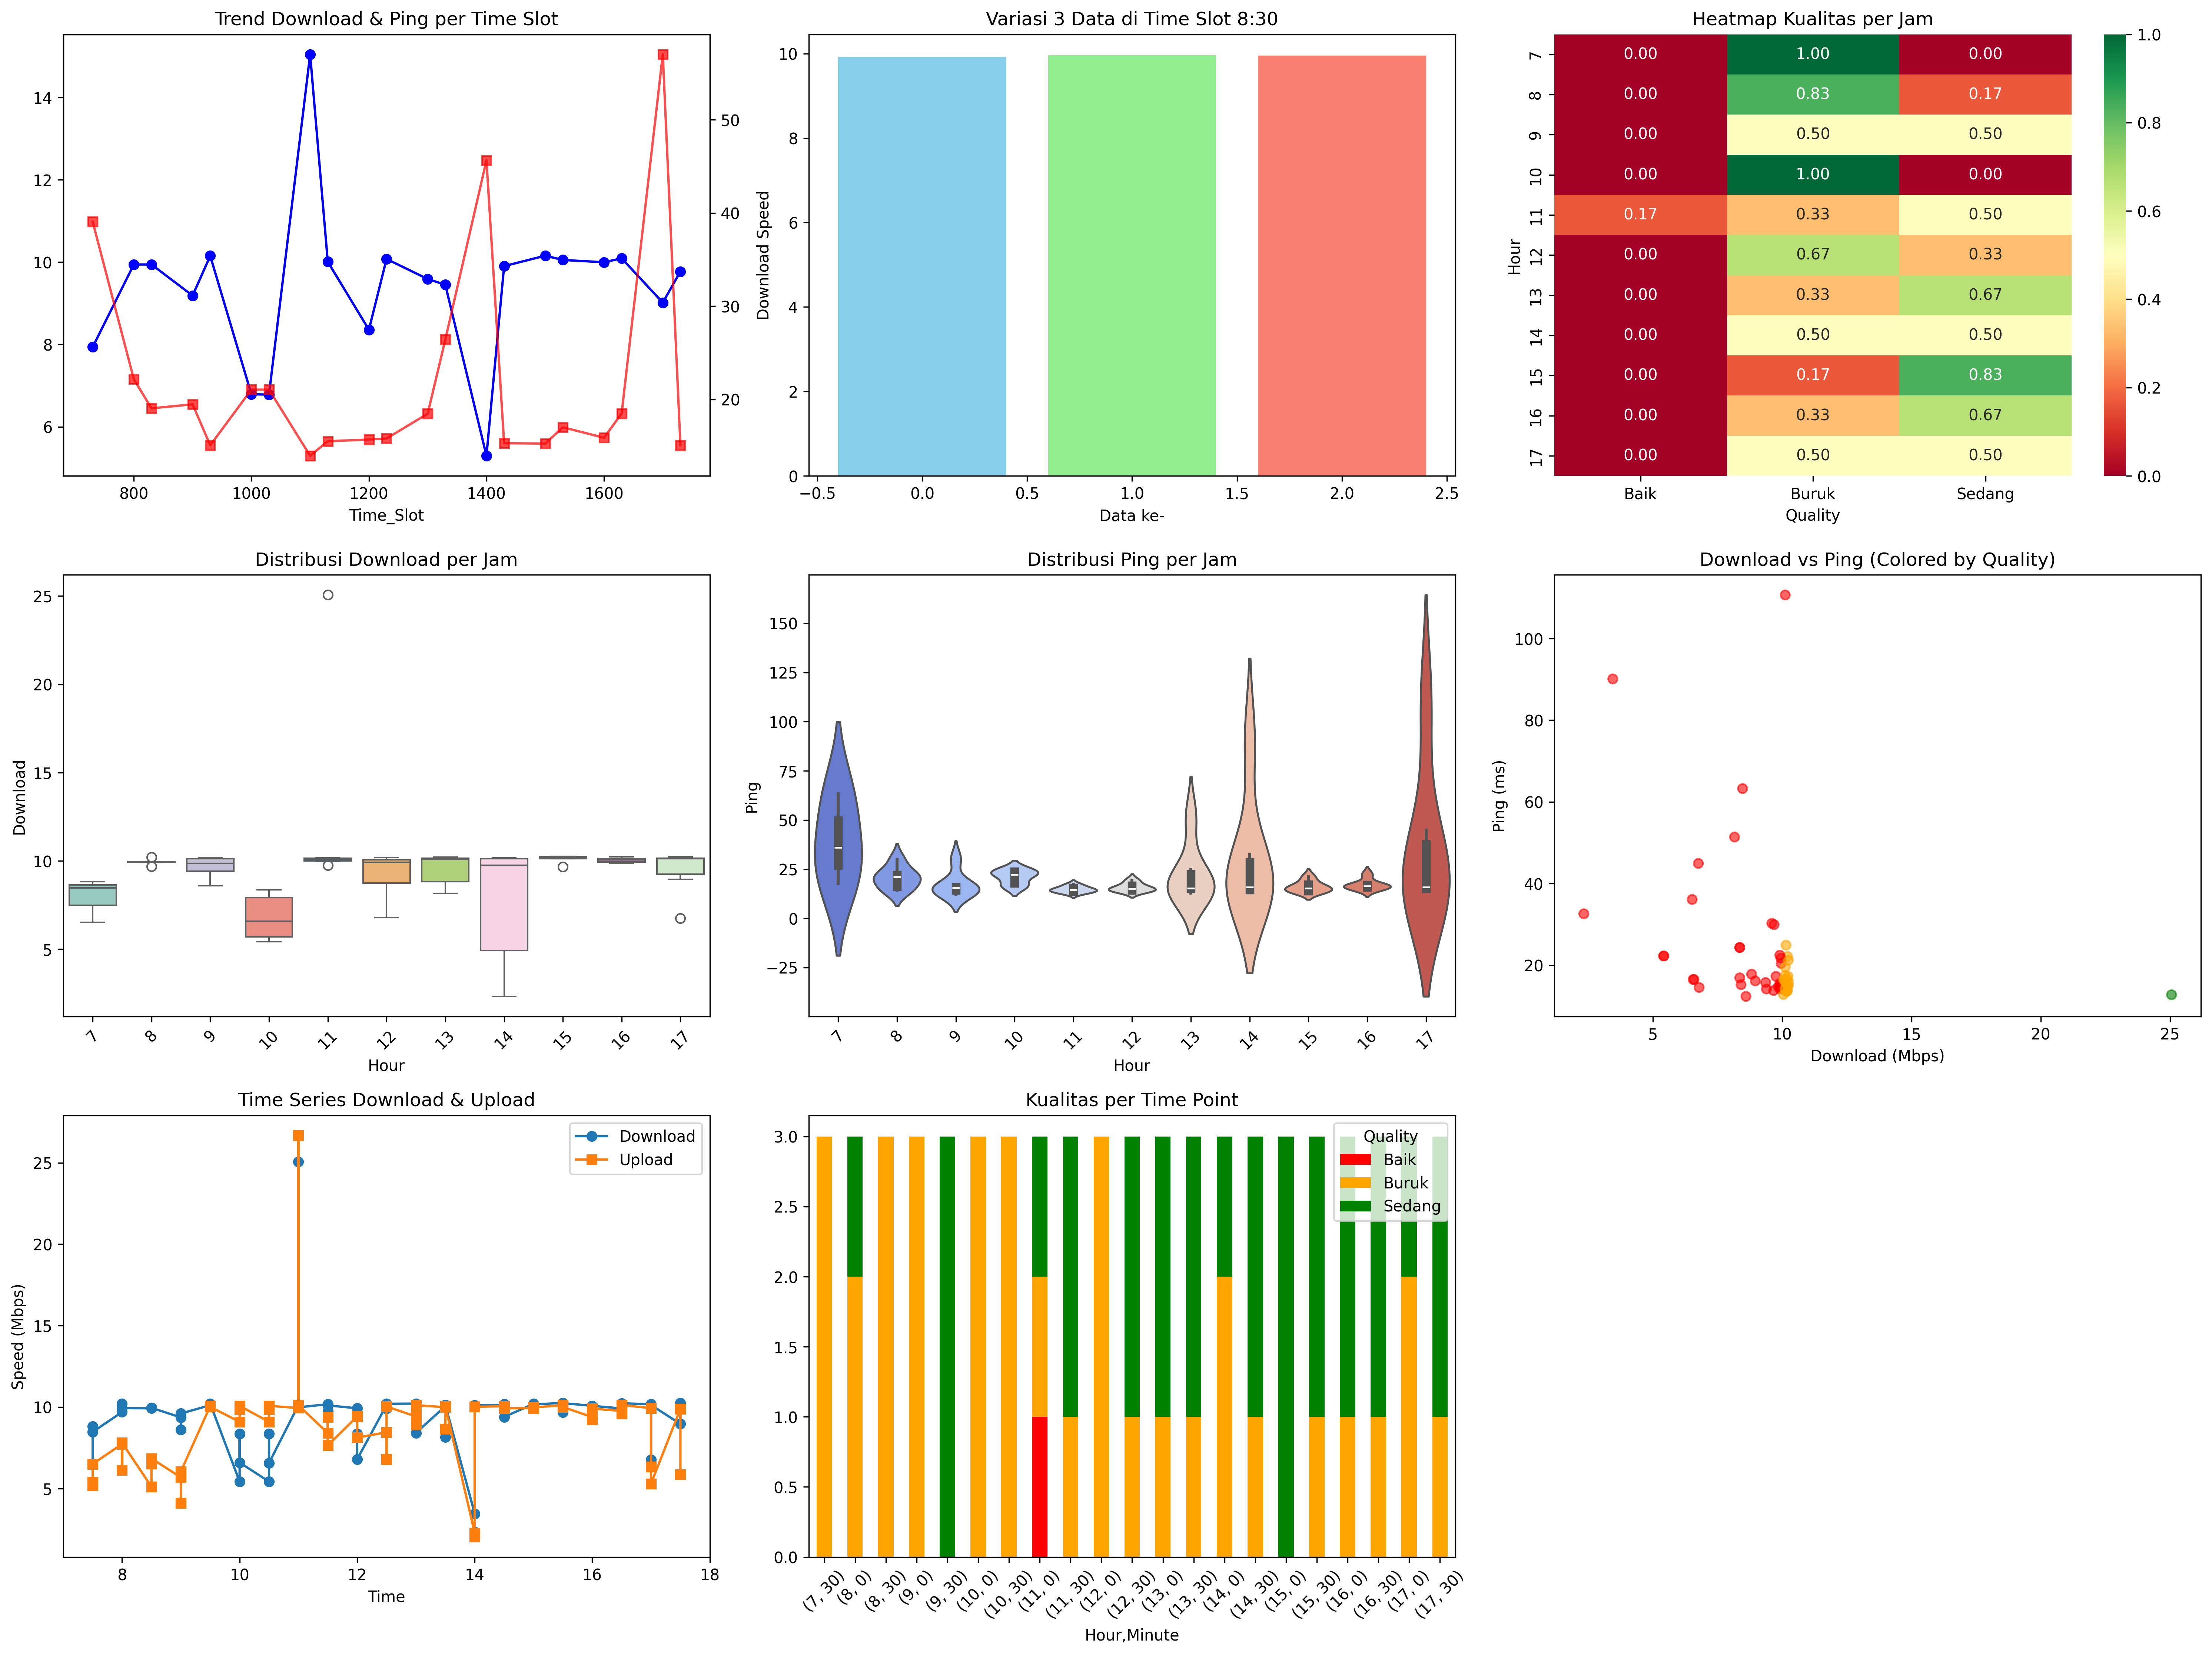 Trend Download & Ping per Time Slot
14
12
10
8
6
50
40
30
20
800 1000 1200 1400 1600
Time_Slot
Variasi 3 Data di Time Slot 8:30
Download Speed
10
8
6
4
2
0
−0.5 0.0 0.5 1.0 1.5 2.0 2.5
Data ke-
Heatmap Kualitas per Jam
Hour
7 0.00 1.00 0.00
8 0.00 0.83 0.17
9 0.00 0.50 0.50
10 0.00 1.00 0.00
11 0.17 0.33 0.50
12 0.00 0.67 0.33
13 0.00 0.33 0.67
14 0.00 0.50 0.50
15 0.00 0.17 0.83
16 0.00 0.33 0.67
17 0.00 0.50 0.50
Baik Buruk Sedang
Quality
1.0
0.8
0.6
0.4
0.2
0.0
Distribusi Download per Jam
Download
25
20
15
10
5
7 8 9 10 11 12 13 14 15 16 17
Hour
Distribusi Ping per Jam
Ping
150
125
100
75
50
25
0
−25
7 8 9 10 11 12 13 14 15 16 17
Hour
Download vs Ping (Colored by Quality)
Ping (ms)
100
80
60
40
20
5 10 15 20 25
Download (Mbps)
Time Series Download & Upload
Download
Upload
Speed (Mbps)
25
20
15
10
5
8 10 12 14 16 18
Time
Kualitas per Time Point
Quality
Baik
Buruk
Sedang
3.0
2.5
2.0
1.5
1.0
0.5
0.0
(7, 30) (8, 0) (8, 30) (9, 0) (9, 30) (10, 0) (10, 30) (11, 0) (11, 30) (12, 0) (12, 30) (13, 0) (13, 30) (14, 0) (14, 30) (15, 0) (15, 30) (16, 0) (16, 30) (17, 0) (17, 30)
Hour,Minute